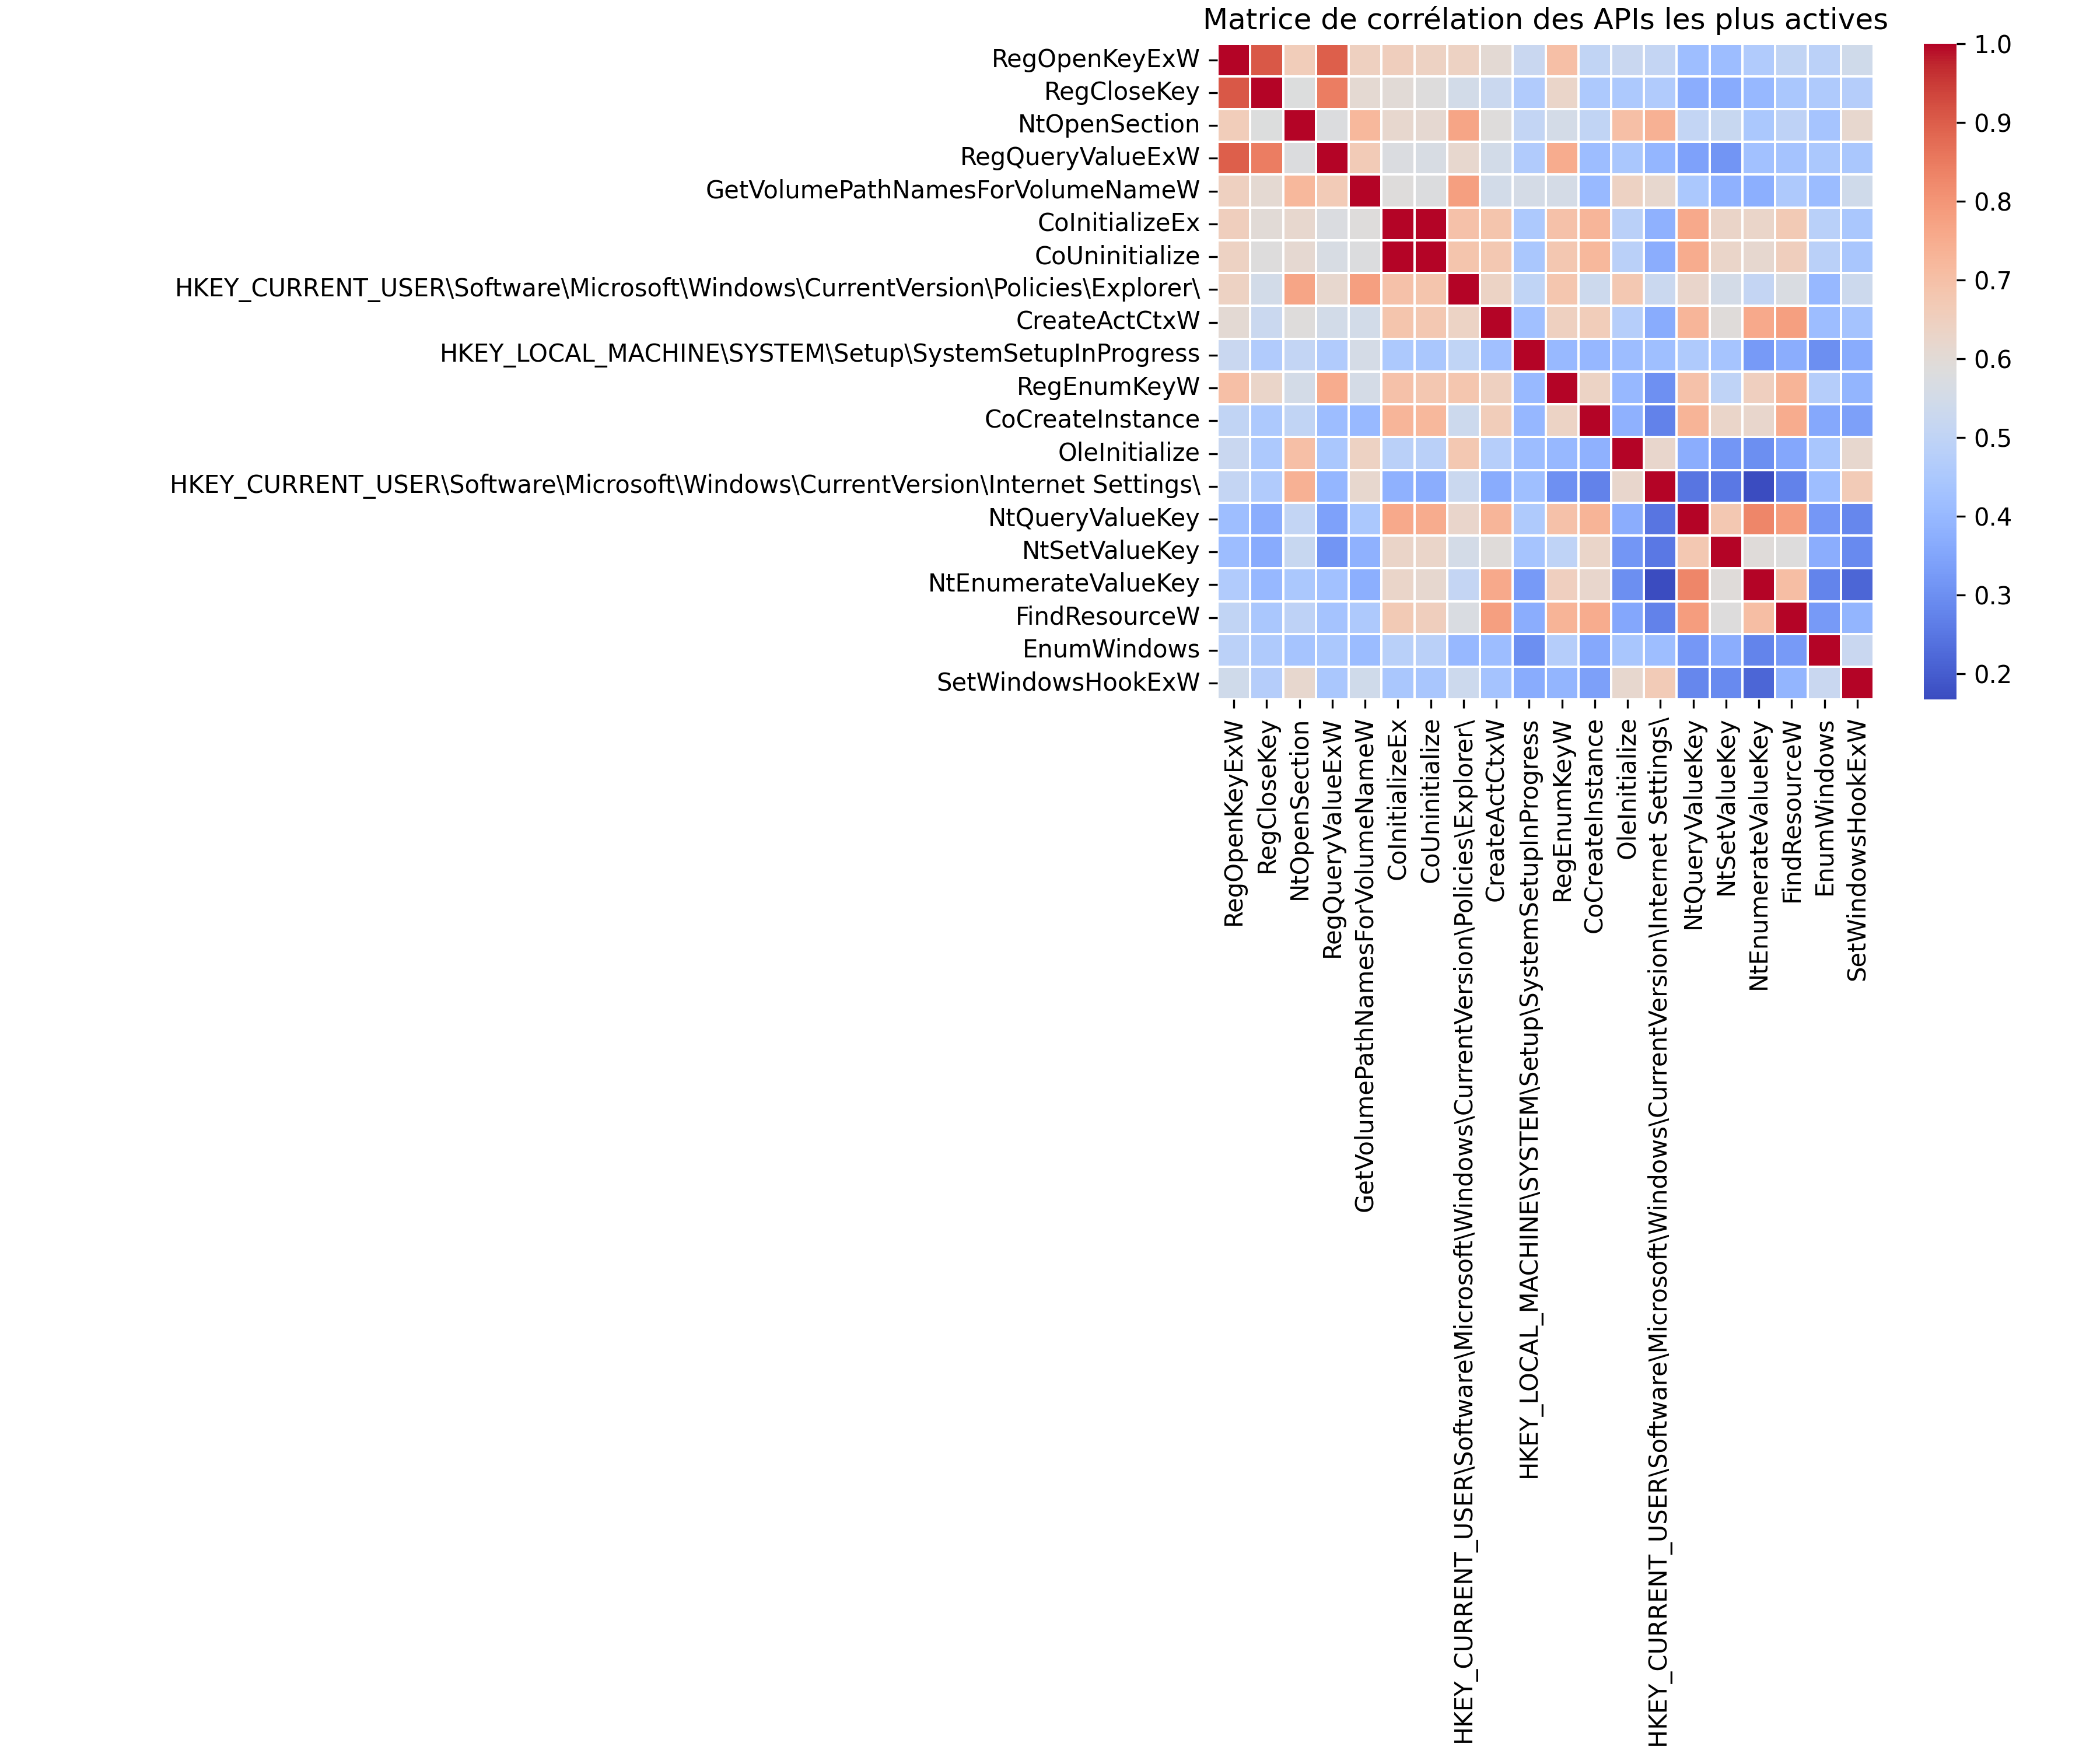 Matrice de corrélation des APIs les plus actives
RegOpenKeyExW
RegCloseKey
NtOpenSection
RegQueryValueExW
GetVolumePathNamesForVolumeNameW
CoInitializeEx
CoUninitialize
HKEY_CURRENT_USER\Software\Microsoft\Windows\CurrentVersion\Policies\Explorer\
CreateActCtxW
HKEY_LOCAL_MACHINE\SYSTEM\Setup\SystemSetupInProgress
RegEnumKeyW
CoCreateInstance
OleInitialize
HKEY_CURRENT_USER\Software\Microsoft\Windows\CurrentVersion\Internet Settings\
NtQueryValueKey
NtSetValueKey
NtEnumerateValueKey
FindResourceW
EnumWindows
SetWindowsHookExW
RegOpenKeyExW
RegCloseKey
NtOpenSection
RegQueryValueExW
GetVolumePathNamesForVolumeNameW
CoInitializeEx
CoUninitialize
HKEY_CURRENT_USER\Software\Microsoft\Windows\CurrentVersion\Policies\Explorer\
CreateActCtxW
HKEY_LOCAL_MACHINE\SYSTEM\Setup\SystemSetupInProgress
RegEnumKeyW
CoCreateInstance
OleInitialize
HKEY_CURRENT_USER\Software\Microsoft\Windows\CurrentVersion\Internet Settings\
NtQueryValueKey
NtSetValueKey
NtEnumerateValueKey
FindResourceW
EnumWindows
SetWindowsHookExW
1.0
0.9
0.8
0.7
0.6
0.5
0.4
0.3
0.2